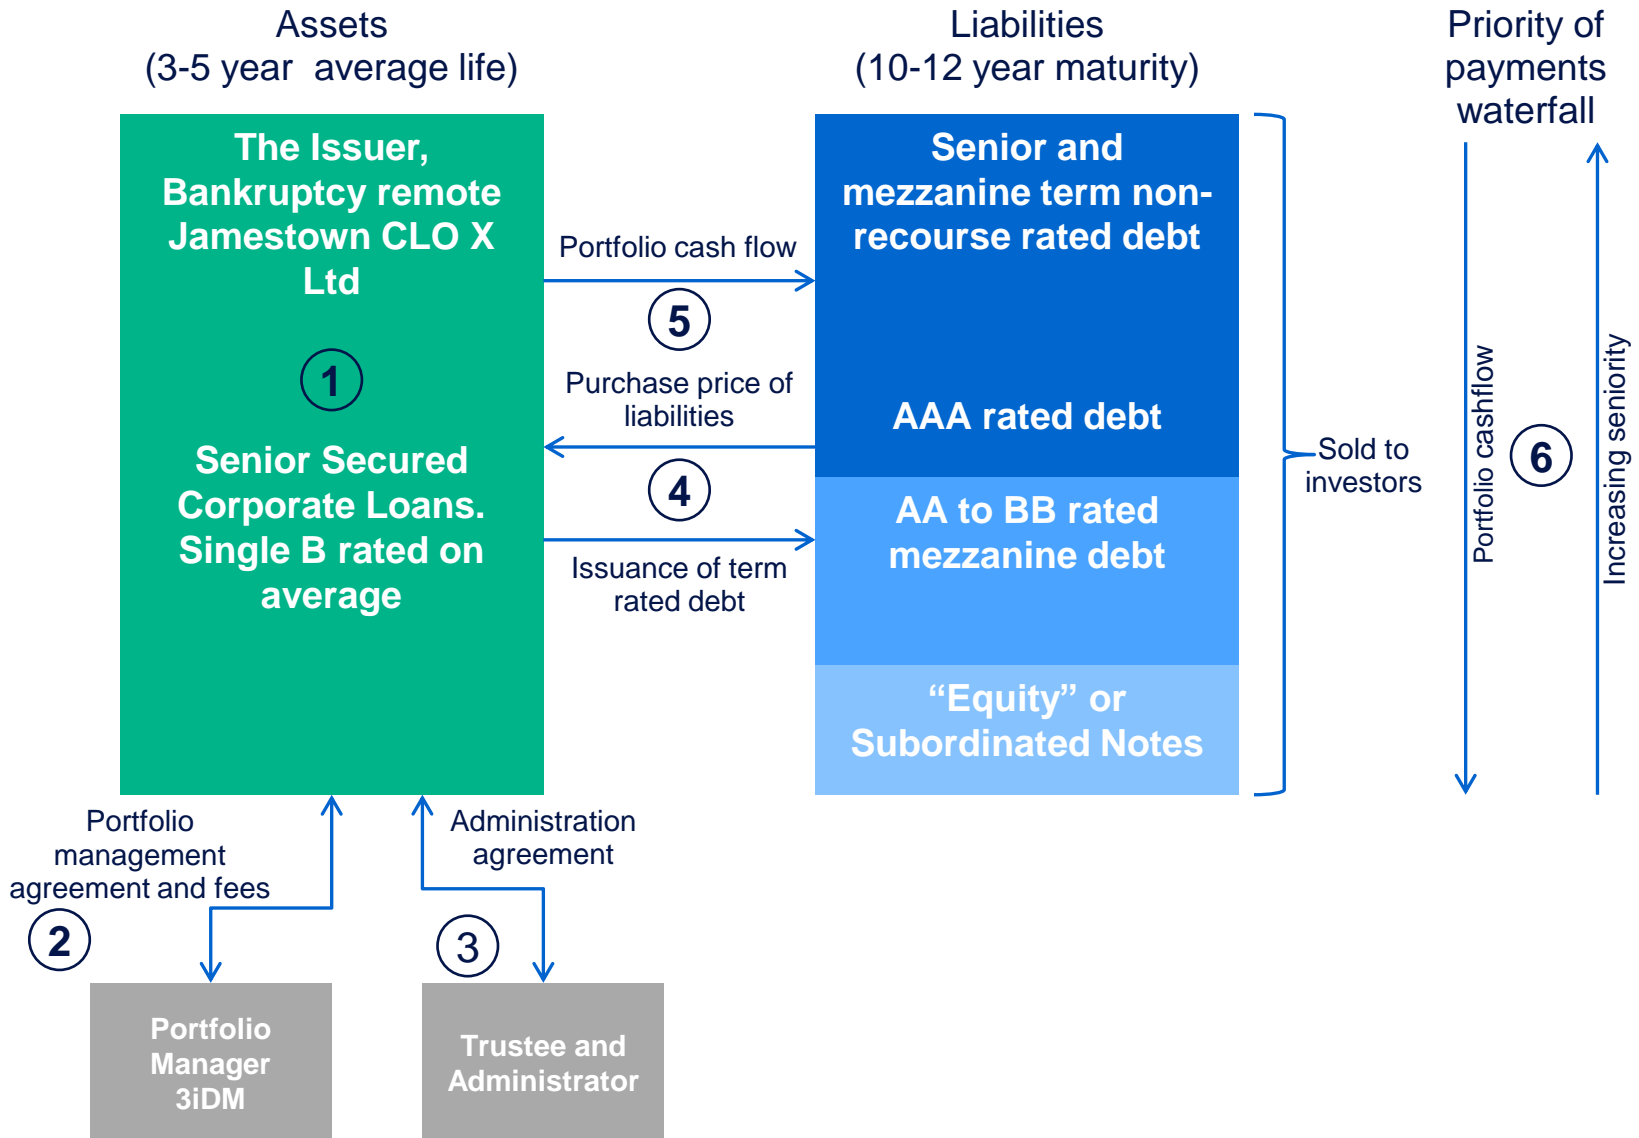 Assets
(3-5 year  average life)
Liabilities
(10-12 year maturity)
Priority of
payments
waterfall
The Issuer,
Bankruptcy remote
Jamestown CLO X
Ltd
1
Senior Secured
Corporate Loans.
Single B rated on
average
Portfolio cash flow
5
Purchase price of
liabilities
4
Issuance of term
rated debt
Senior and
mezzanine term non-
recourse rated debt
AAA rated debt
AA to BB rated
mezzanine debt
“Equity” or
Subordinated Notes
Sold to
investors
Portfolio cashflow
6
Increasing seniority
Portfolio
management
agreement and fees
2
Administration
agreement
3
Portfolio
Manager
3iDM
Trustee and
Administrator